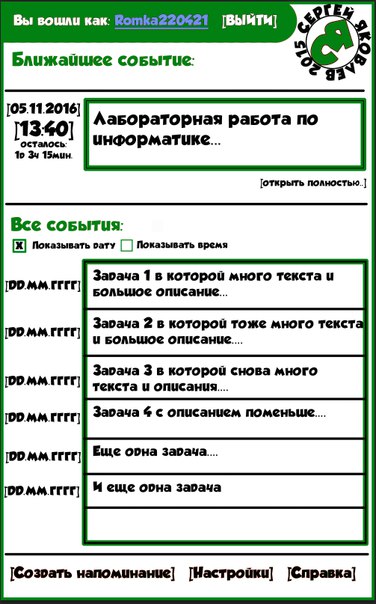 Вы вошли как: Romka220421 [Выйти]
СЕРГЕЙ ЯКОВЛЕВ 2015
Ближайшее событие:
[05.11.2016]
[13:40]
осталось:
1д 3ч 15мин.
Лабораторная работа по
информатике...
[открыть полностью..]
Все события:
X Показывать дату Показывать время
[DD.MM.ГГГГ]
Задача 1 в которой много текста и
большое описание...
[DD.MM.ГГГГ]
Задача 2 в которой тоже много текста
и большое описание....
[DD.MM.ГГГГ]
Задача 3 в которой снова много
текста и описания....
[DD.MM.ГГГГ]
Задача 4 с описанием поменьше....
[DD.MM.ГГГГ]
Еще одна задача....
[DD.MM.ГГГГ]
И еще одна задача
[Создать напоминание] [Настройки] [Справка]